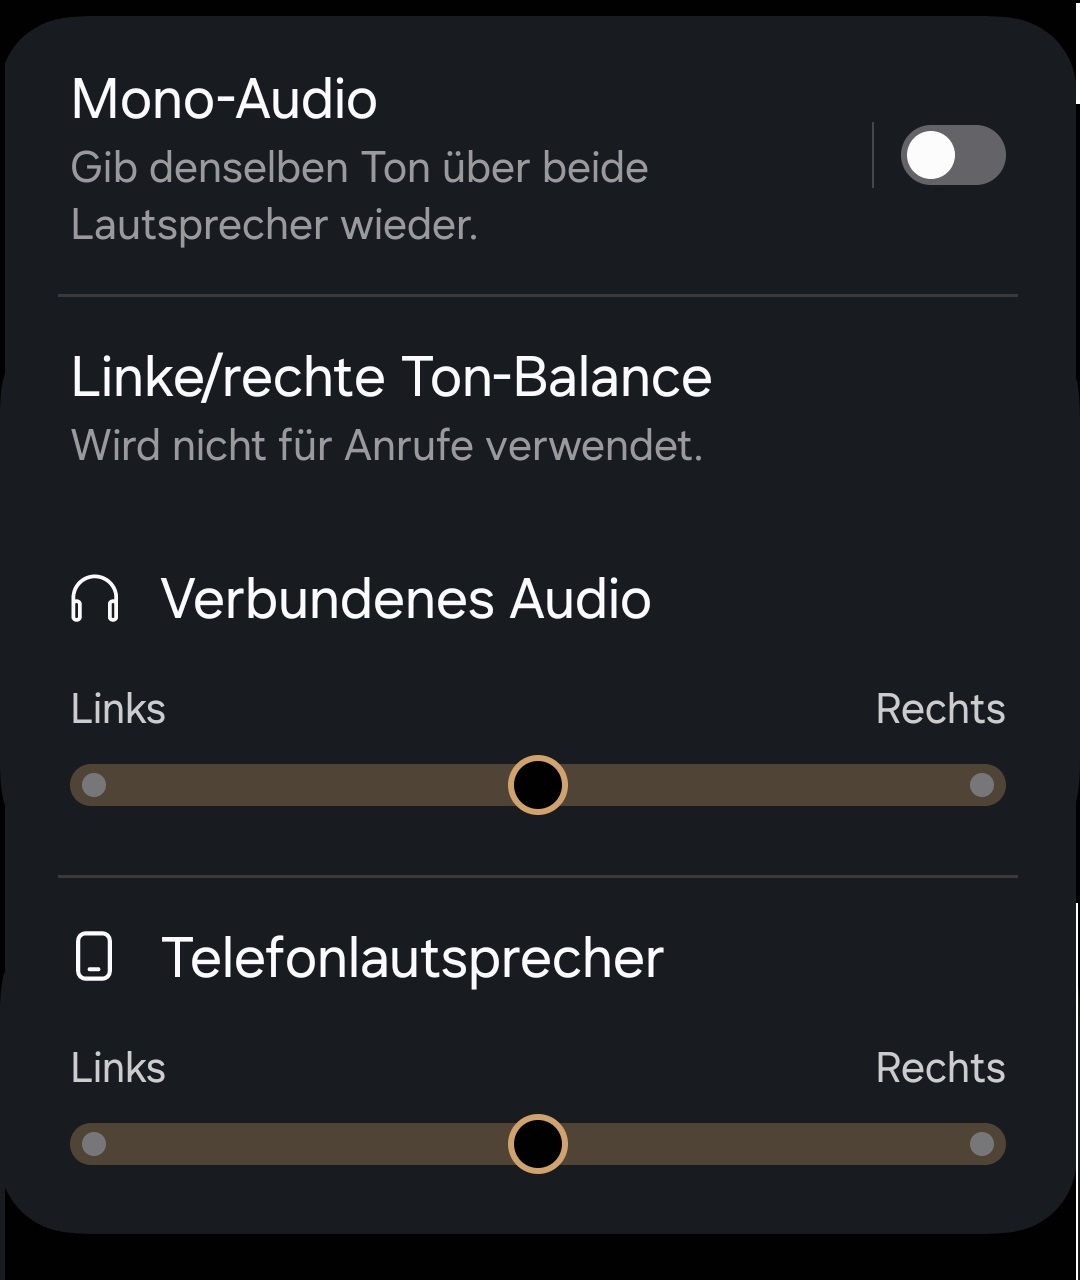 Mono-Audio
Gib denselben Ton über beide
Lautsprecher wieder.
Linke/rechte Ton-Balance
Wird nicht für Anrufe verwendet.
Verbundenes Audio
Links Rechts
Telefonlautsprecher
Links Rechts